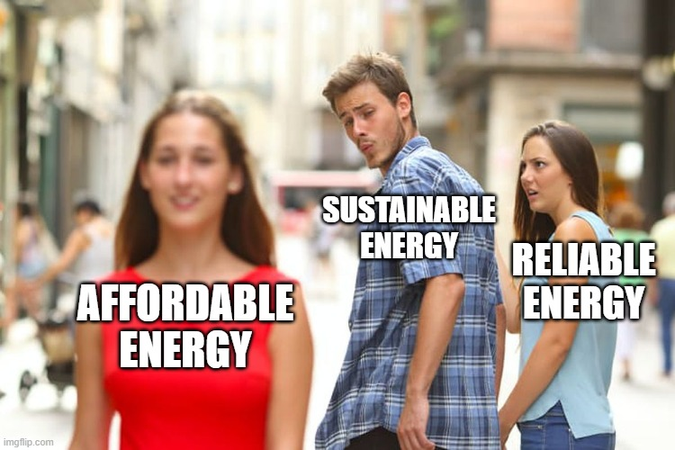 SUSTAINABLE
ENERGY
RELIABLE
ENERGY
AFFORDABLE
ENERGY
imgflip.com